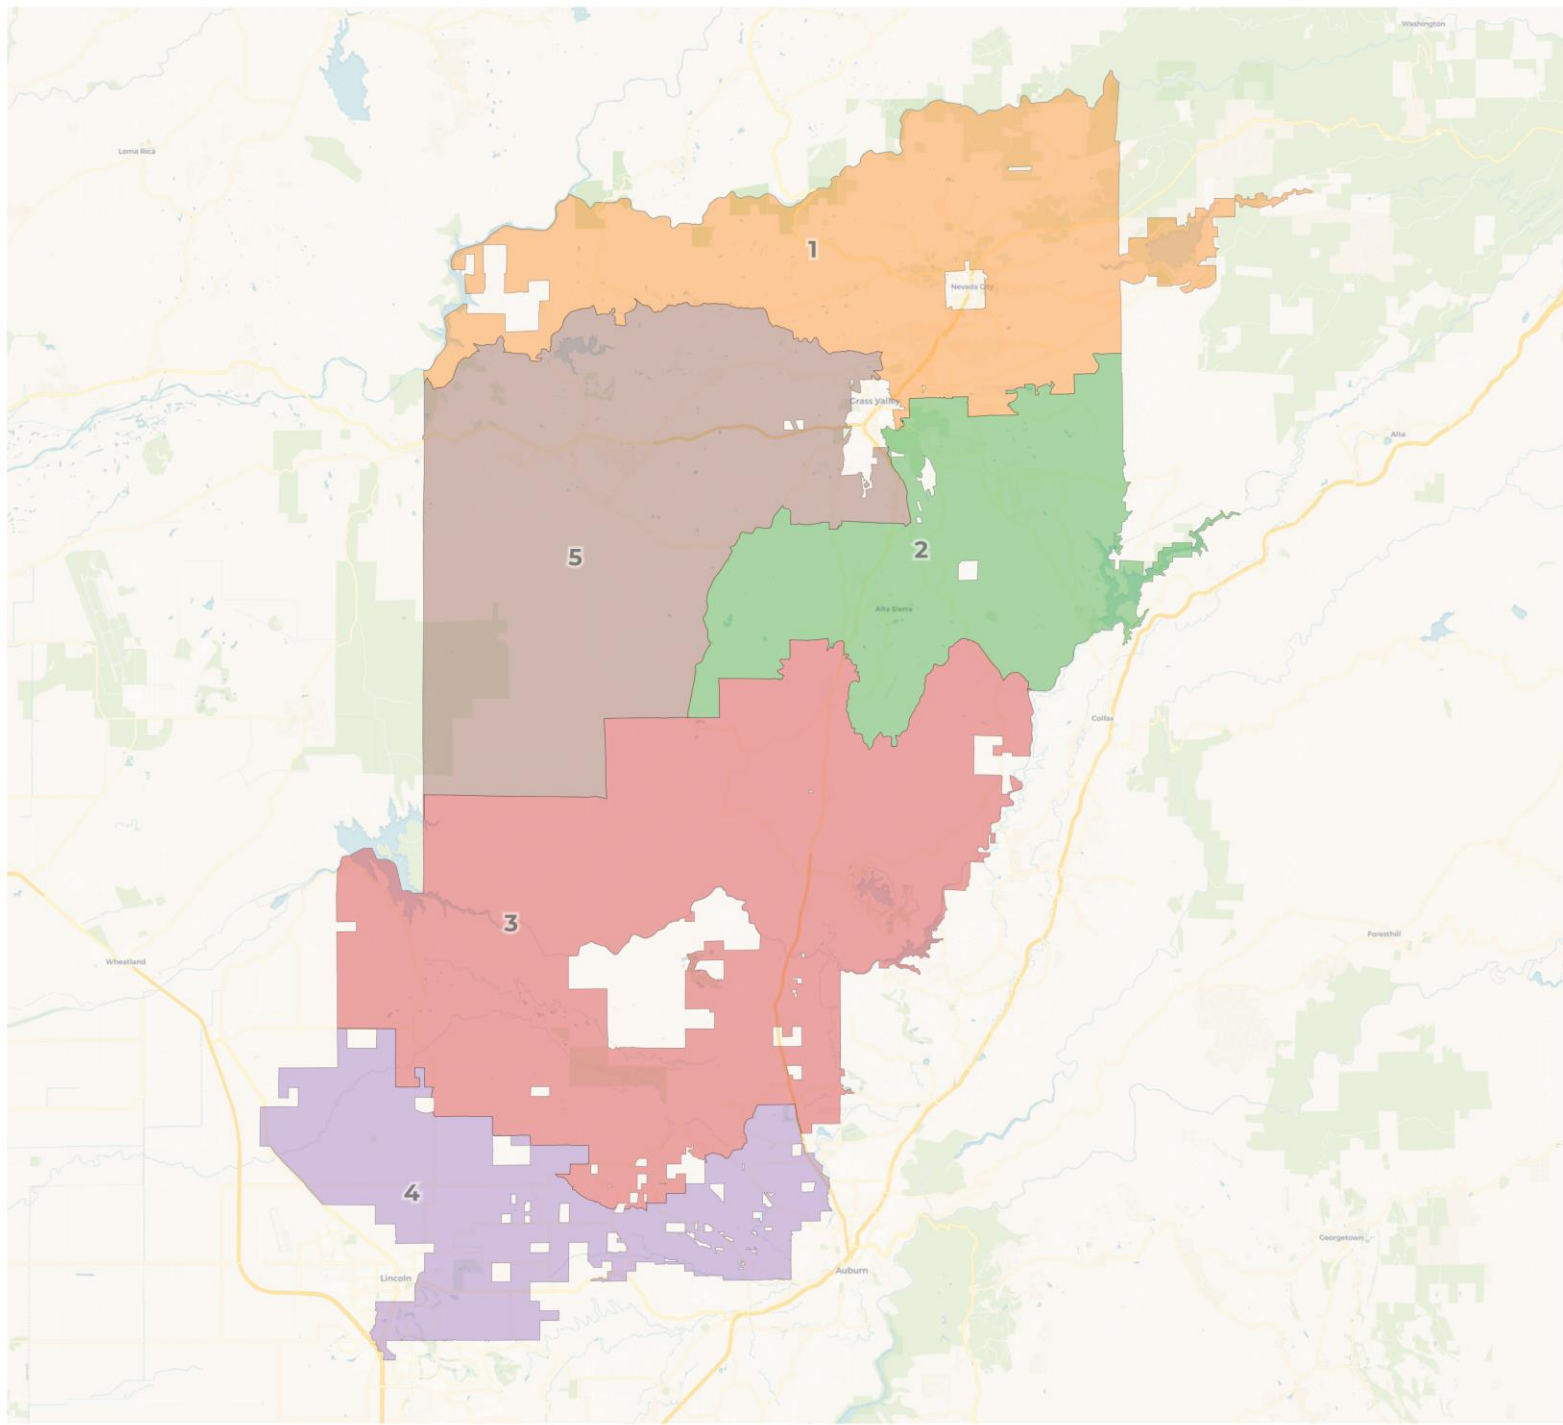 Washington
Loma Rica
1
Nevada City
Grass Valley
Alta
5
2
Alta Sierra
Colfax
3
Foresthill
Wheatland
4
Georgetown
Auburn
Lincoln